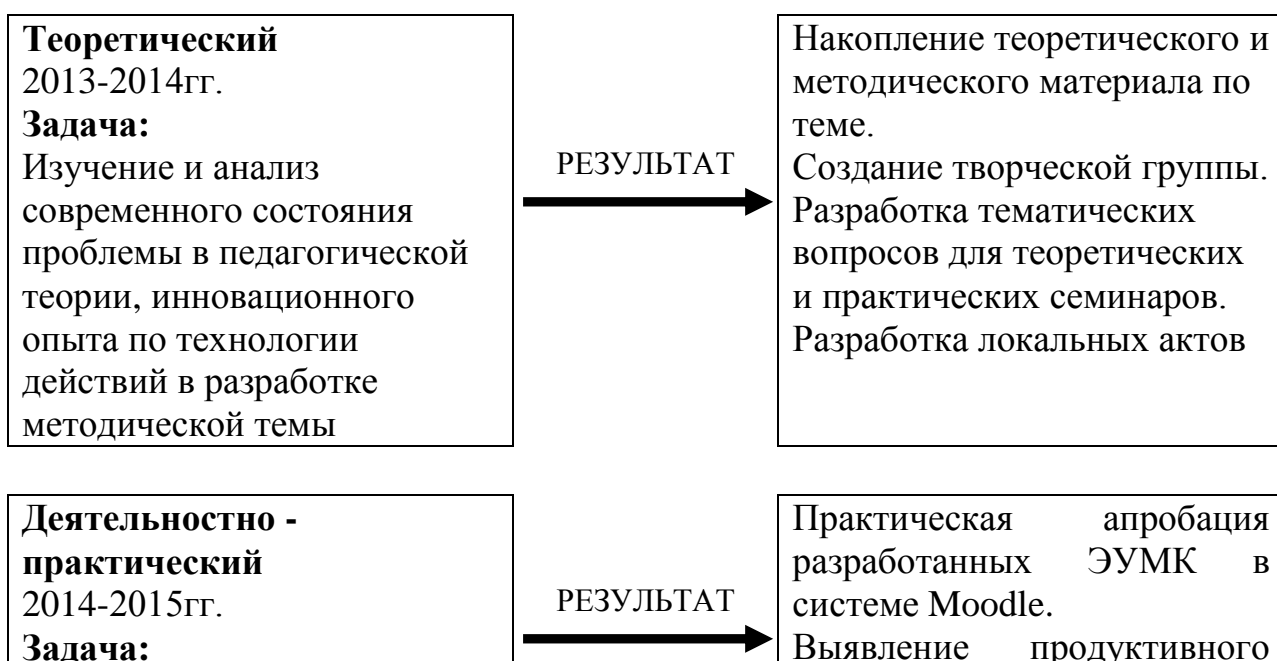 Теоретический
2013-2014гг.
Задача:
Изучение и анализ
современного состояния
проблемы в педагогической
теории, инновационного
опыта по технологии
действий в разработке
методической темы
РЕЗУЛЬТАТ
Накопление теоретического и
методического материала по
теме.
Создание творческой группы.
Разработка тематических
вопросов для теоретических
и практических семинаров.
Разработка локальных актов
Деятельностно -
практический
2014-2015гг.
Задача:
РЕЗУЛЬТАТ
Практическая апробация
разработанных ЭУМК в
системе Moodle.
Выявление продуктивного